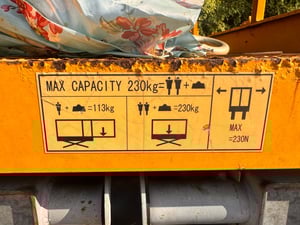 MAX CAPACITY 230kg= +
+ =113kg
+ =230kg
MAX
=230N